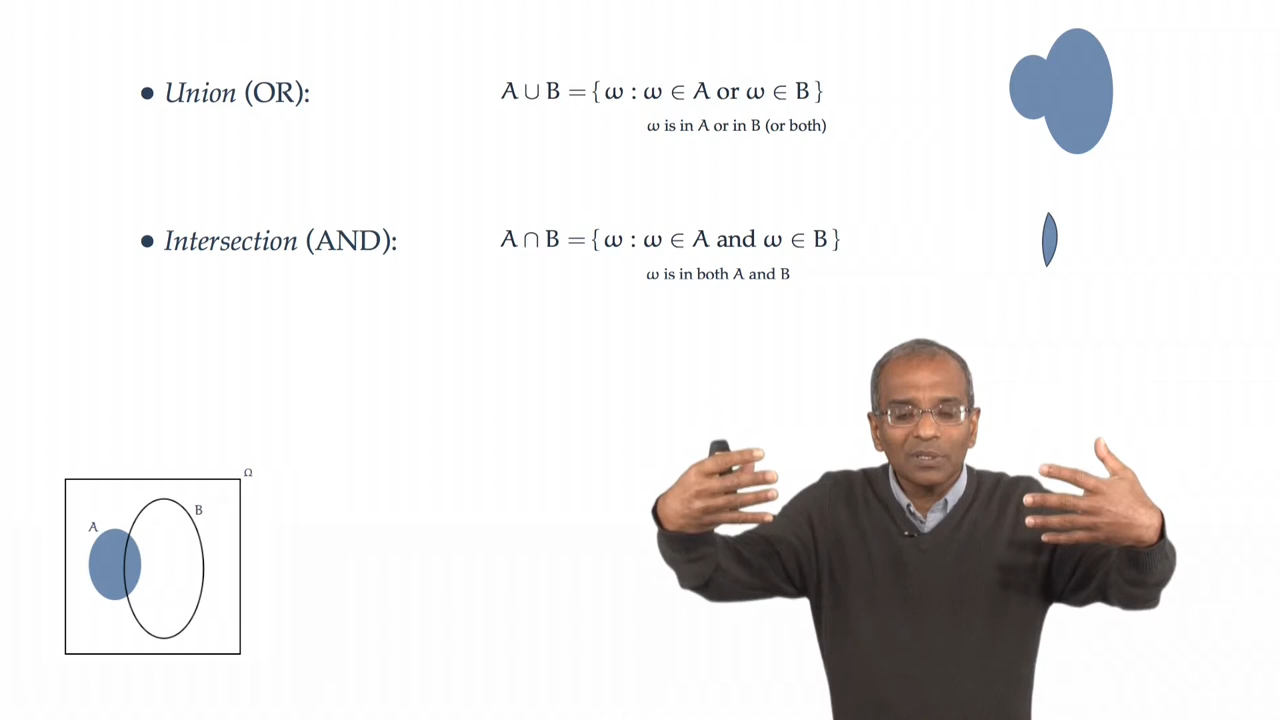 • Union (OR): A ∪ B = { ω : ω ∈ A or ω ∈ B }
ω is in A or in B (or both)
• Intersection (AND): A ∩ B = { ω : ω ∈ A and ω ∈ B }
ω is in both A and B
Ω
B
A